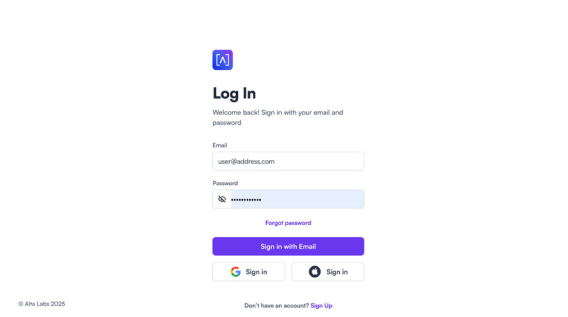 [Λ]
Log In
Welcome back! Sign in with your email and
password
Email
user@address.com
Password
••••••••••••
Forgot password
Sign in with Email
Sign in
Sign in
Don't have an account? Sign Up
© Alta Labs 2025